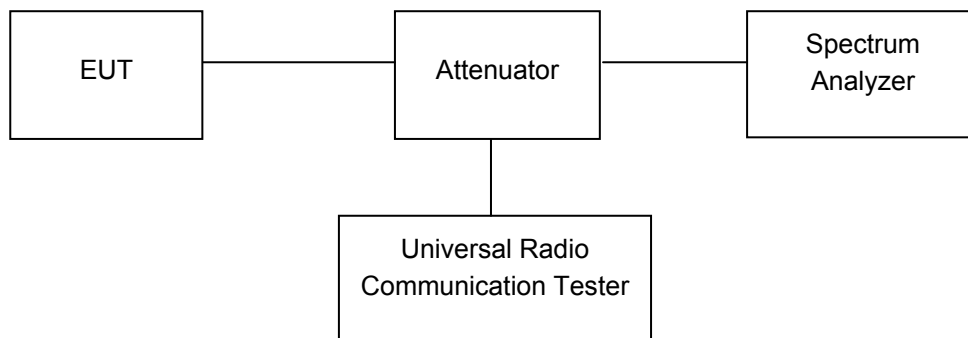 EUT
Attenuator
Spectrum
Analyzer
Universal Radio
Communication Tester